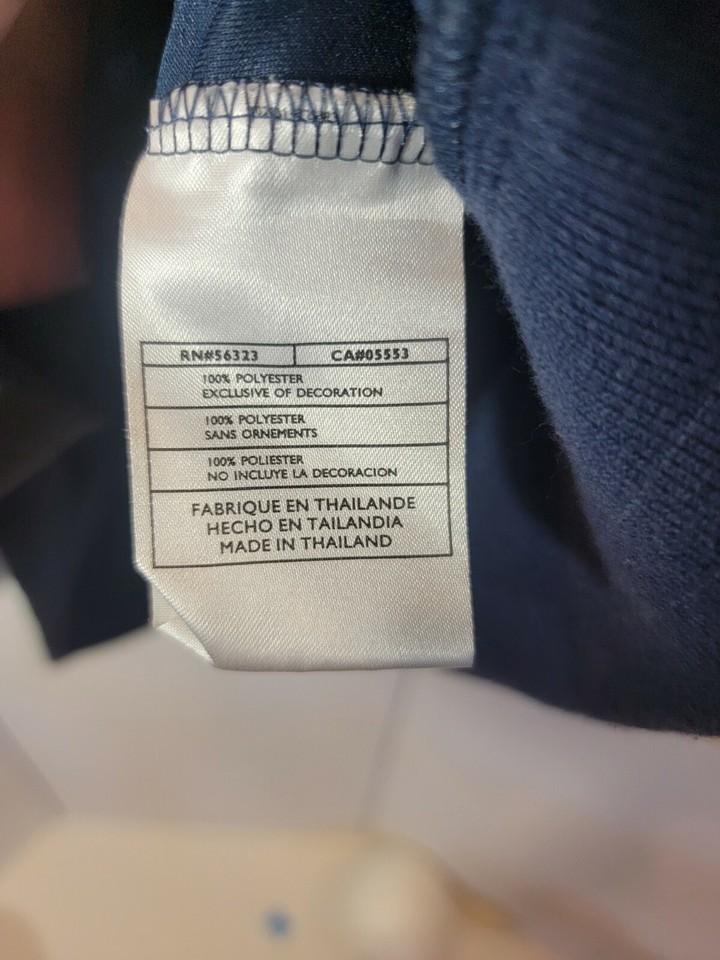 RN#56323 CA#05553
100% POLYESTER
EXCLUSIVE OF DECORATION
100% POLYESTER
SANS ORNEMENTS
100% POLIESTER
NO INCLUYE LA DECORACION
FABRIQUE EN THAILANDE
HECHO EN TAILANDIA
MADE IN THAILAND